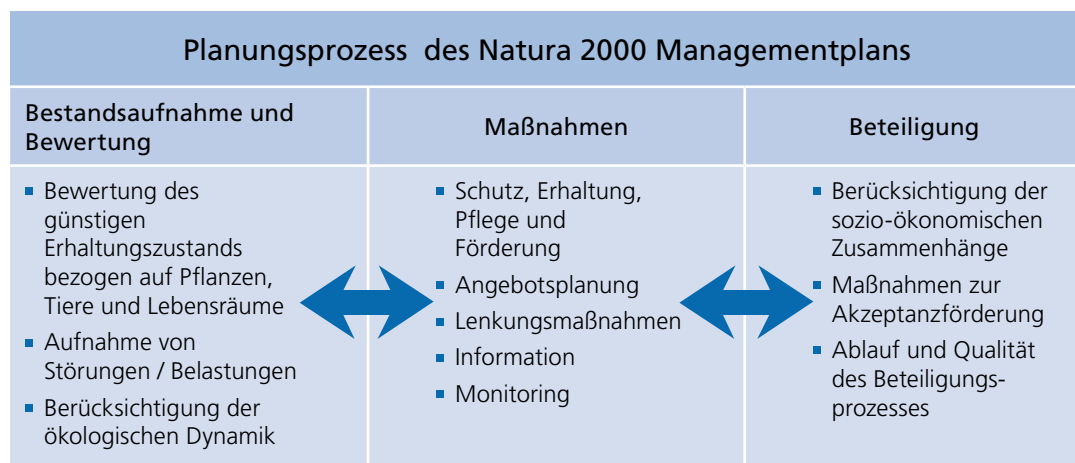 Planungsprozess des Natura 2000 Managementplans
Bestandsaufnahme und
Bewertung
Maßnahmen
Beteiligung
Bewertung des
günstigen
Erhaltungszustands
bezogen auf Pflanzen,
Tiere und Lebensräume
Aufnahme von
Störungen / Belastungen
Berücksichtigung der
ökologischen Dynamik
Schutz, Erhaltung,
Pflege und
Förderung
Angebotsplanung
Lenkungsmaßnahmen
Information
Monitoring
Berücksichtigung der
sozio-ökonomischen
Zusammenhänge
Maßnahmen zur
Akzeptanzförderung
Ablauf und Qualität
des Beteiligungs-
prozesses